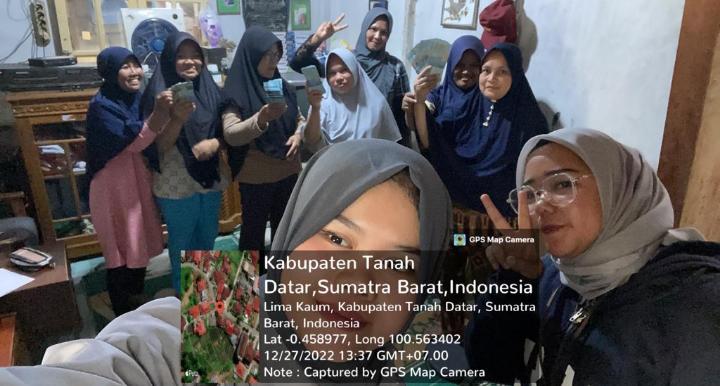 GPS Map Camera
Kabupaten Tanah
Datar,Sumatra Barat,Indonesia
Lima Kaum, Kabupaten Tanah Datar, Sumatra
Barat, Indonesia
Lat -0.458977, Long 100.563402
12/27/2022 13:37 GMT+07.00
Note : Captured by GPS Map Camera